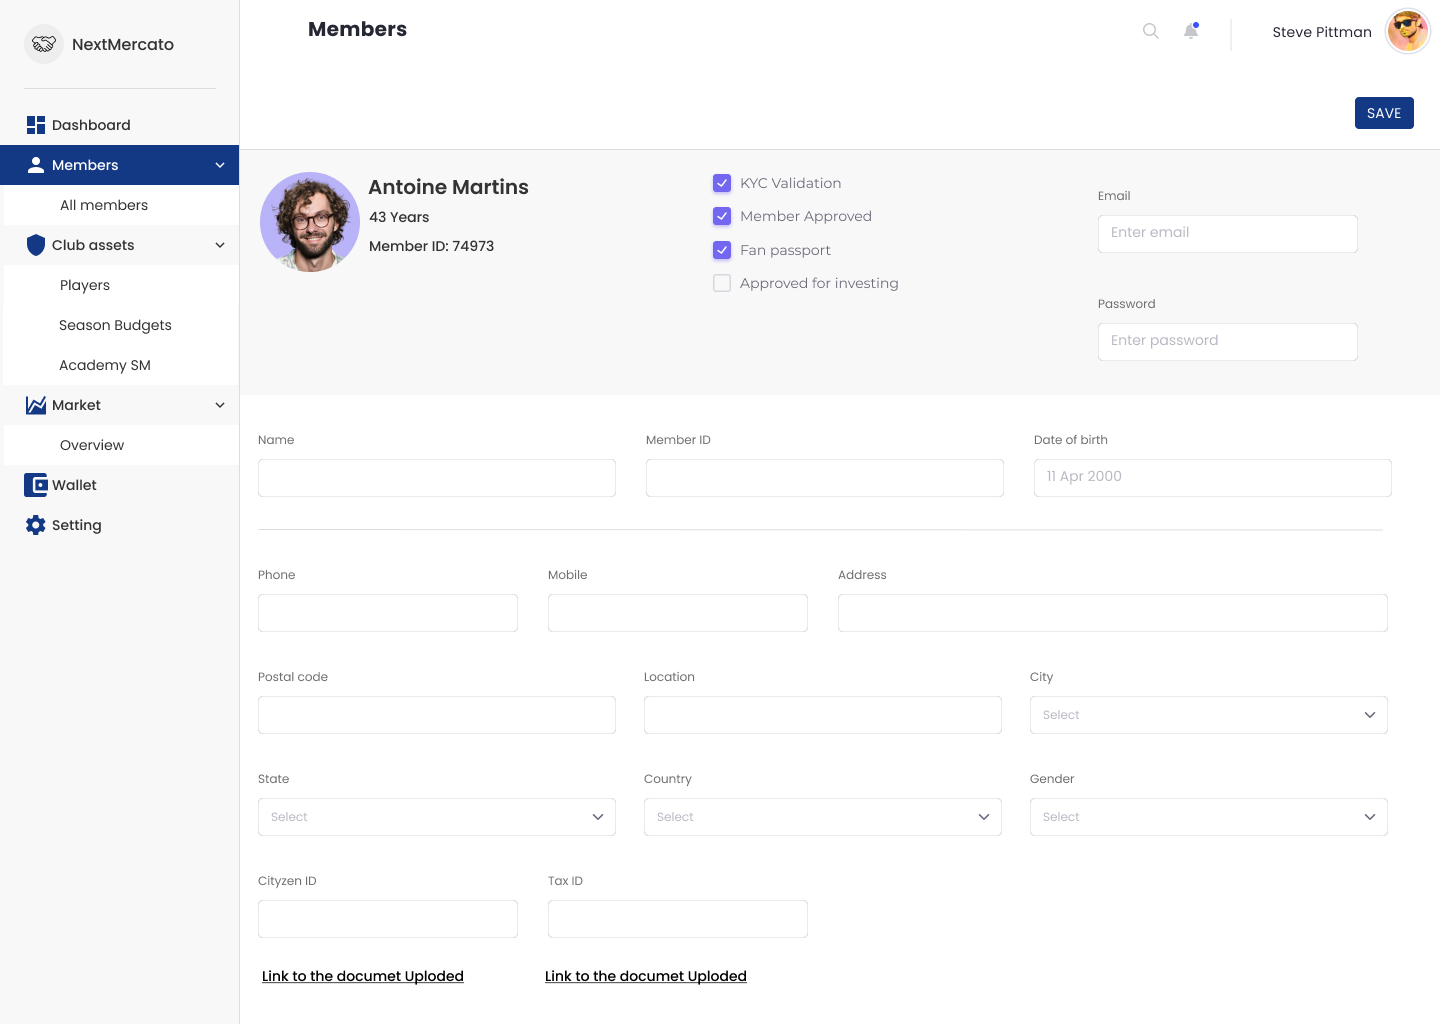 NextMercato
Members
Steve Pittman
SAVE
Dashboard
Members
All members
Club assets
Players
Season Budgets
Academy SM
Market
Overview
Wallet
Setting
Antoine Martins
43 Years
Member ID: 74973
KYC Validation
Member Approved
Fan passport
Approved for investing
Email
Enter email
Password
Enter password
Name
Member ID
Date of birth
11 Apr 2000
Phone
Mobile
Address
Postal code
Location
City
Select
State
Country
Gender
Select
Select
Select
Cityzen ID
Tax ID
Link to the documet Uploded
Link to the documet Uploded